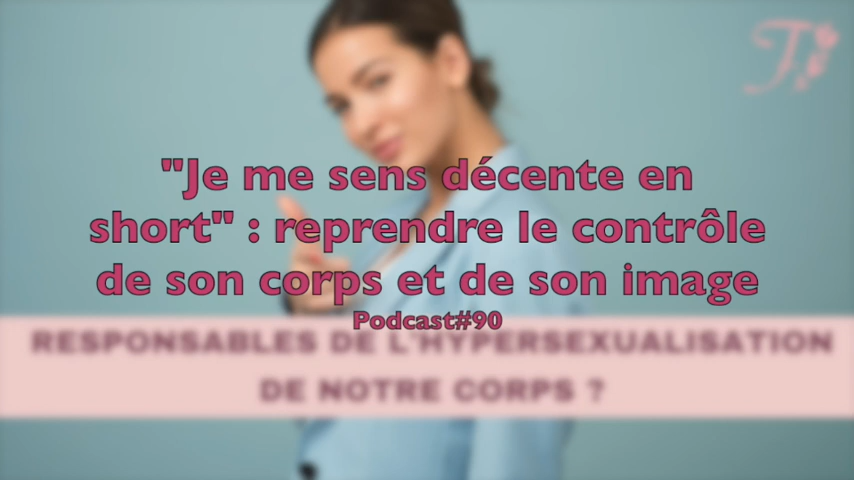 "Je me sens décente en
short" : reprendre le contrôle
de son corps et de son image
Podcast#90
RESPONSABLES DE L'HYPERSEXUALISATION
DE NOTRE CORPS ?